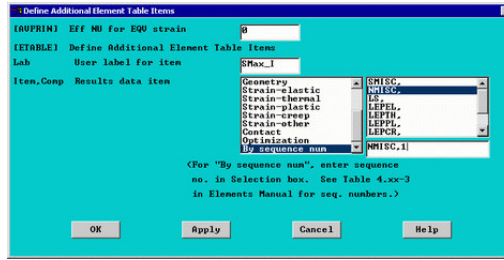 Define Additional Element Table Items
[AVPRIN] Eff NU for EQV strain 0
[ETABLE] Define Additional Element Table Items
Lab User label for item SMax_I
Item,Comp Results data item
Geometry
Strain-elastic
Strain-thermal
Strain-plastic
Strain-creep
Strain-other
Contact
Optimization
By sequence num
SMISC,
NMISC,
LS,
LEPEL,
LEPTH,
LEPPL,
LEPCR,
NMISC,1
(For "By sequence num", enter sequence
no. in Selection box. See Table 4.xx-3
in Elements Manual for seq. numbers.)
OK Apply Cancel Help